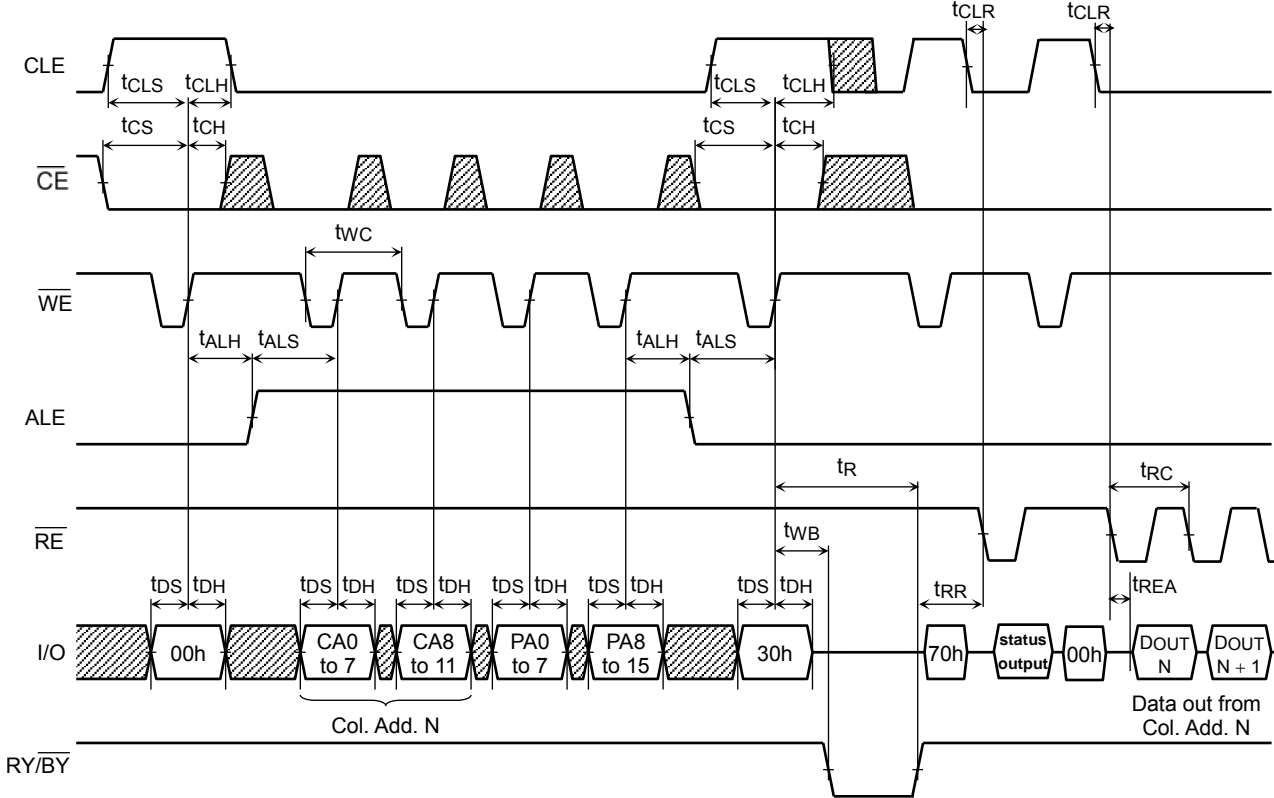 tCLR tCLR
CLE
tCLS tCLH tCLS tCLH
tCS tCH tCS tCH
CE
tWC
WE
tALH tALS tALH tALS
ALE
tR
tRC
RE
tWB
tDS tDH tDS tDH tDS tDH tDS tDH tDS tDH tDS tDH tRR tREA
I/O
00h
CA0 to 7
CA8 to 11
PA0 to 7
PA8 to 15
30h
70h
status output
00h
DOUT N
DOUT N + 1
Col. Add. N
Data out from
Col. Add. N
RY/BY